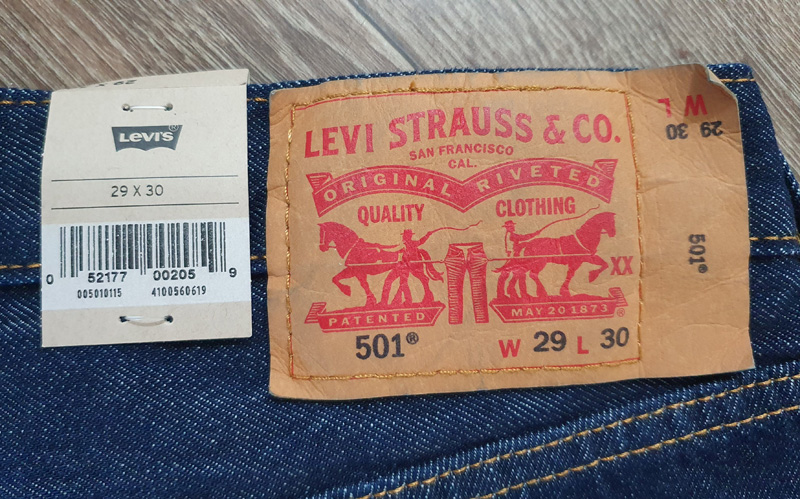 LEVI'S®
29 X 30
0 52177 00205 9
005010115 4100560619
LEVI STRAUSS & CO.
SAN FRANCISCO
CAL.
ORIGINAL RIVETED
QUALITY CLOTHING
XX
PATENTED MAY 20 1873 ®
501® W 29 L 30
W L
29 30
501®